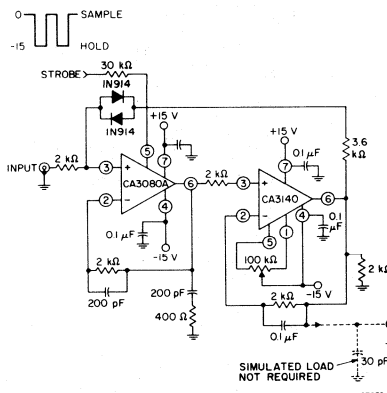 0
SAMPLE
-15
HOLD
30 kΩ
STROBE
1N914
1N914
+15 V
+15 V
0.1 µF
3.6 kΩ
5
7
7
INPUT
2 kΩ
3
+
CA3080A
6
2 kΩ
3
+
CA3140
6
2
−
4
2
−
5
1
4
0.1 µF
0.1 µF
-15 V
100 kΩ
2 kΩ
-15 V
2 kΩ
200 pF
200 pF
400 Ω
2 kΩ
0.1 µF
30 pF
SIMULATED LOAD
NOT REQUIRED